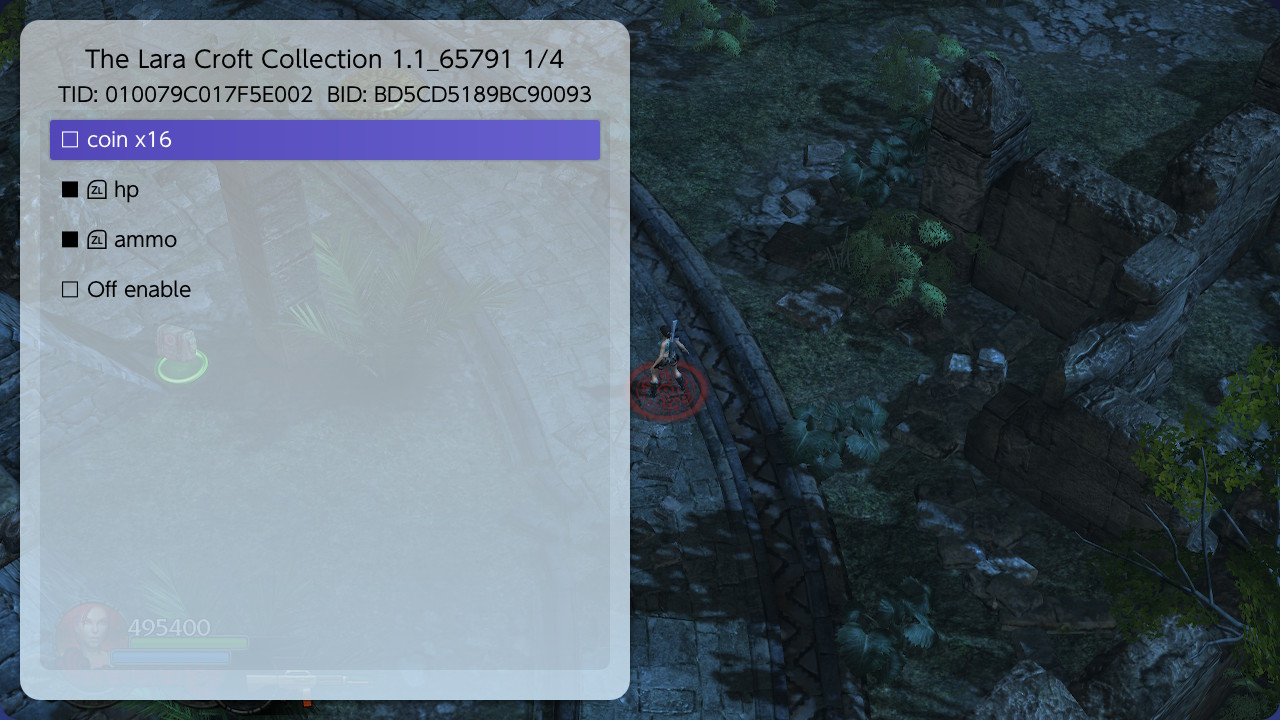 The Lara Croft Collection 1.1_65791 1/4
TID: 010079C017F5E002 BID: BD5CD5189BC90093
☐ coin x16
■ ZL hp
■ ZL ammo
☐ Off enable
495400